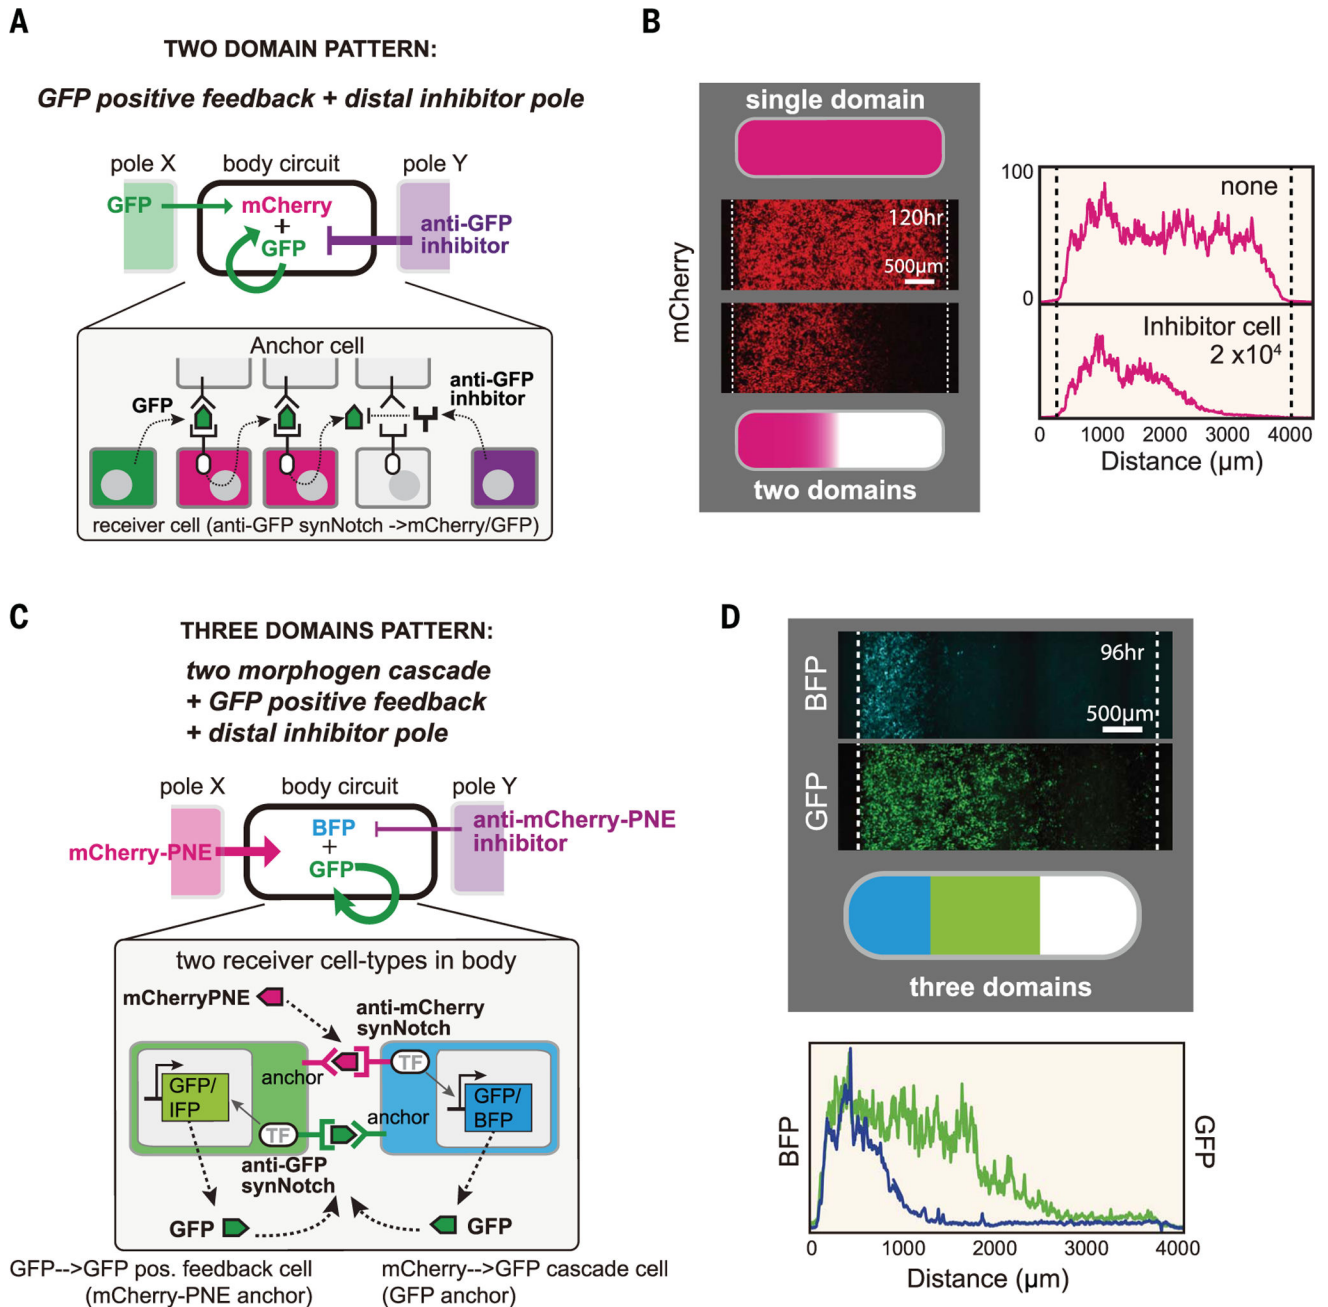 A
TWO DOMAIN PATTERN:
GFP positive feedback + distal inhibitor pole
pole X
body circuit
pole Y
GFP
mCherry
+
GFP
anti-GFP
inhibitor
Anchor cell
GFP
anti-GFP
inhbitor
receiver cell (anti-GFP synNotch ->mCherry/GFP)
B
single domain
mCherry
120hr
500μm
two domains
100
0
none
Inhibitor cell
2 x10⁴
0
1000
2000
3000
4000
Distance (μm)
C
THREE DOMAINS PATTERN:
two morphogen cascade
+ GFP positive feedback
+ distal inhibitor pole
pole X
body circuit
pole Y
mCherry-PNE
BFP
+
GFP
anti-mCherry-PNE
inhibitor
two receiver cell-types in body
mCherryPNE
anti-mCherry
synNotch
anchor
TF
GFP/
IFP
GFP/
BFP
TF
anchor
anti-GFP
synNotch
GFP
GFP
GFP-->GFP pos. feedback cell
(mCherry-PNE anchor)
mCherry-->GFP cascade cell
(GFP anchor)
D
BFP
96hr
500μm
GFP
three domains
BFP
GFP
0
1000
2000
3000
4000
Distance (μm)